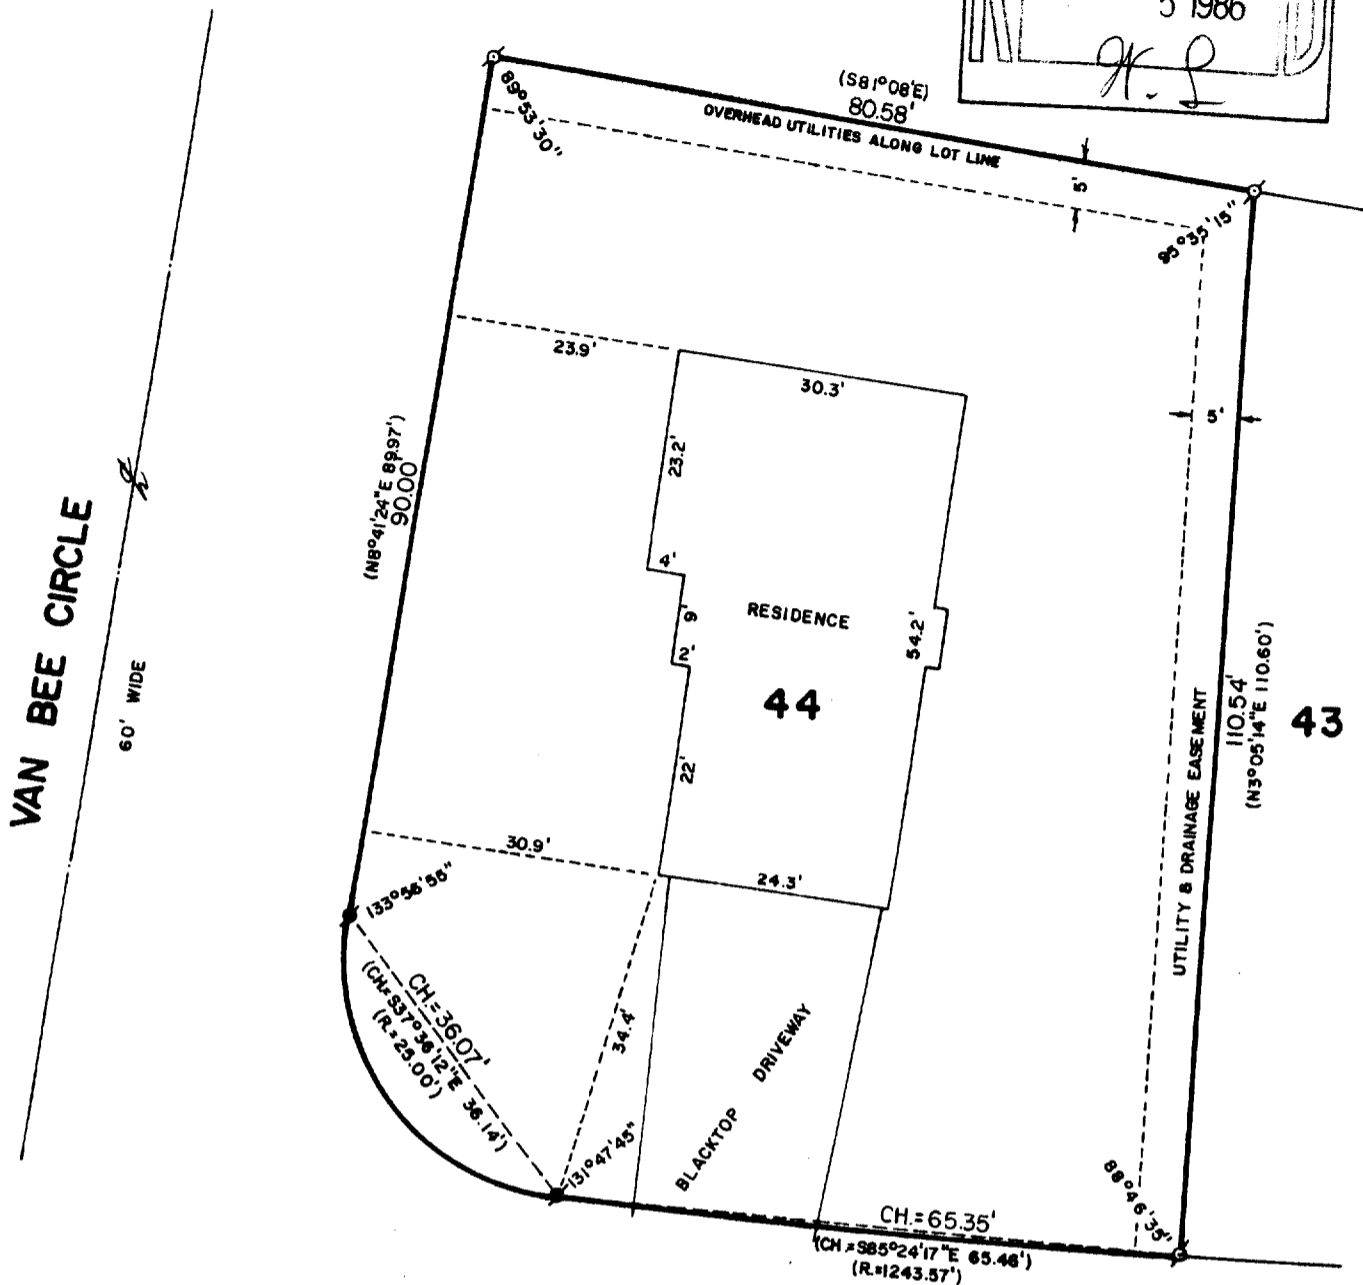 5 1986
W. L
(S81°08'E)
80.58'
OVERHEAD UTILITIES ALONG LOT LINE
89°53'30"
5'
95°35'15"
23.9'
30.3'
23.2'
(N8°41'24"E 89.97')
90.00
4'
9'
2'
RESIDENCE
54.2'
5'
VAN BEE CIRCLE
60' WIDE
44
43
110.54'
(N3°05'14"E 110.60')
UTILITY & DRAINAGE EASEMENT
22'
30.9'
24.3'
133°56'55"
CH.=36.07'
(CH.=S37°36'12"E 36.14')
(R.=25.00')
34.4'
BLACKTOP DRIVEWAY
131°47'45"
88°46'35"
CH.=65.35'
(CH.=S85°24'17"E 65.46')
(R.=1243.57')